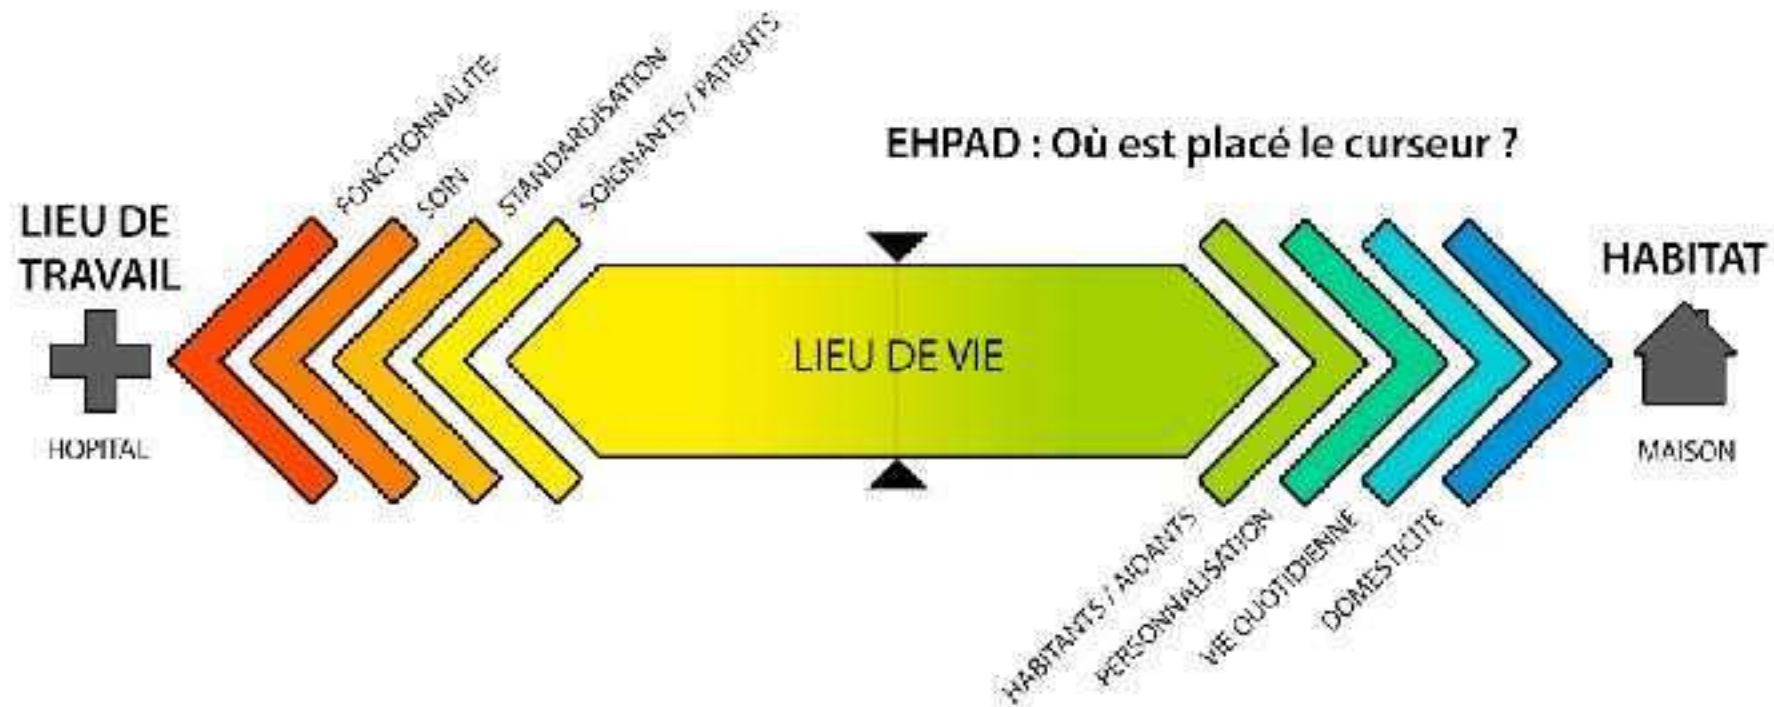 EHPAD : Où est placé le curseur ?
LIEU DE
TRAVAIL
HOPITAL
FONCTIONNALITE
SOIN
STANDARDISATION
SOIGNANTS / PATIENTS
LIEU DE VIE
HABITANTS / AIDANTS
PERSONNALISATION
VIE QUOTIDIENNE
DOMESTICITE
HABITAT
MAISON